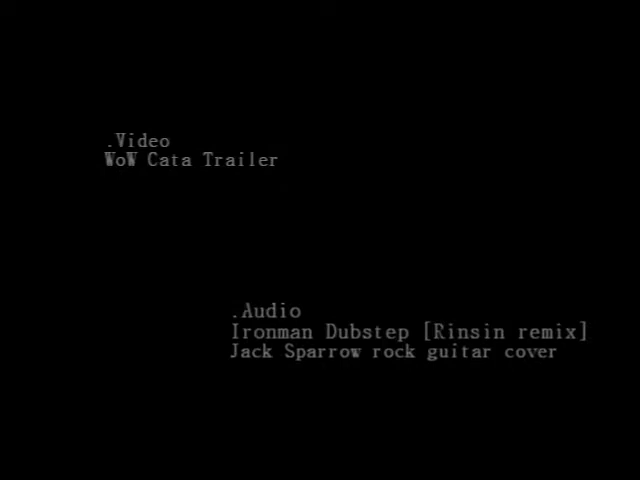 .Video
WoW Cata Trailer
.Audio
Ironman Dubstep [Rinsin remix]
Jack Sparrow rock guitar cover